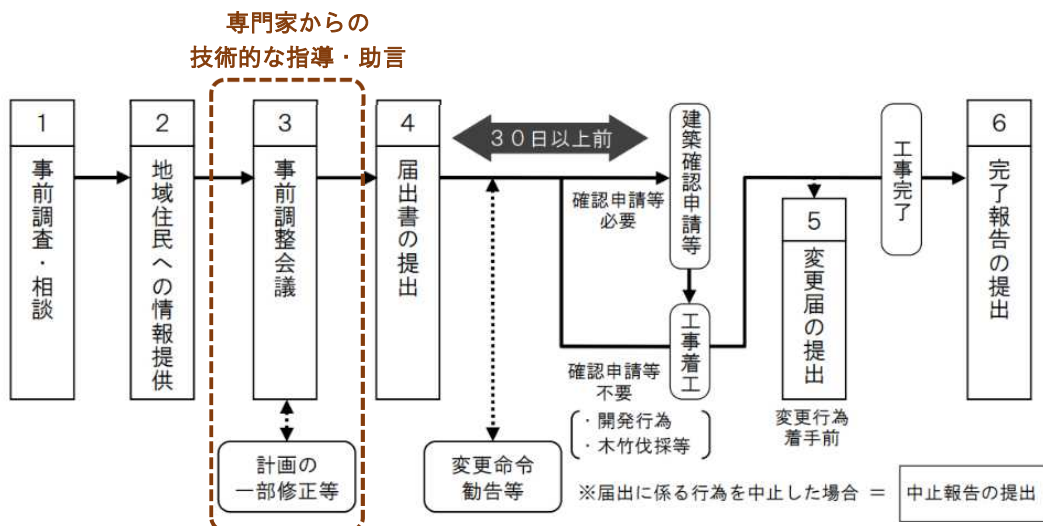 専門家からの
技術的な指導・助言
1
事前調査・相談
2
地域住民への情報提供
3
事前調整会議
計画の
一部修正等
4
届出書の提出
30日以上前
変更命令
勧告等
確認申請等
必要
建築確認申請等
工事着工
確認申請等
不要
・開発行為
・木竹伐採等
5
変更届の提出
変更行為
着手前
工事完了
6
完了報告の提出
※届出に係る行為を中止した場合 = 中止報告の提出